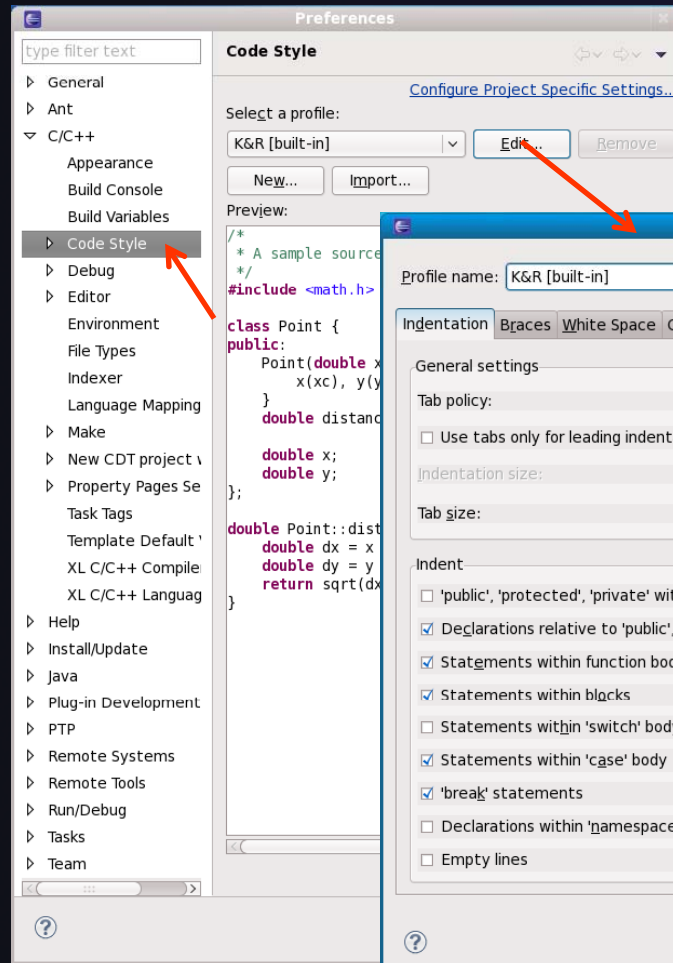 Preferences
type filter text
General
Ant
C/C++
Appearance
Build Console
Build Variables
Code Style
Debug
Editor
Environment
File Types
Indexer
Language Mapping
Make
New CDT project
Property Pages Se
Task Tags
Template Default
XL C/C++ Compile
XL C/C++ Languag
Help
Install/Update
Java
Plug-in Development
PTP
Remote Systems
Remote Tools
Run/Debug
Tasks
Team
Code Style
Configure Project Specific Settings..
Select a profile:
K&R [built-in]
Edit...
Remove
New...
Import...
Preview:
/*
* A sample source
*/
#include <math.h>
class Point {
public:
Point(double x
x(xc), y(y
}
double distanc
double x;
double y;
};
double Point::dist
double dx = x
double dy = y
return sqrt(dx
}
Profile name:
K&R [built-in]
Indentation
Braces
White Space
General settings
Tab policy:
Use tabs only for leading indent
Indentation size:
Tab size:
Indent
'public', 'protected', 'private' wit
Declarations relative to 'public',
Statements within function bod
Statements within blocks
Statements within 'switch' body
Statements within 'case' body
'break' statements
Declarations within 'namespace
Empty lines